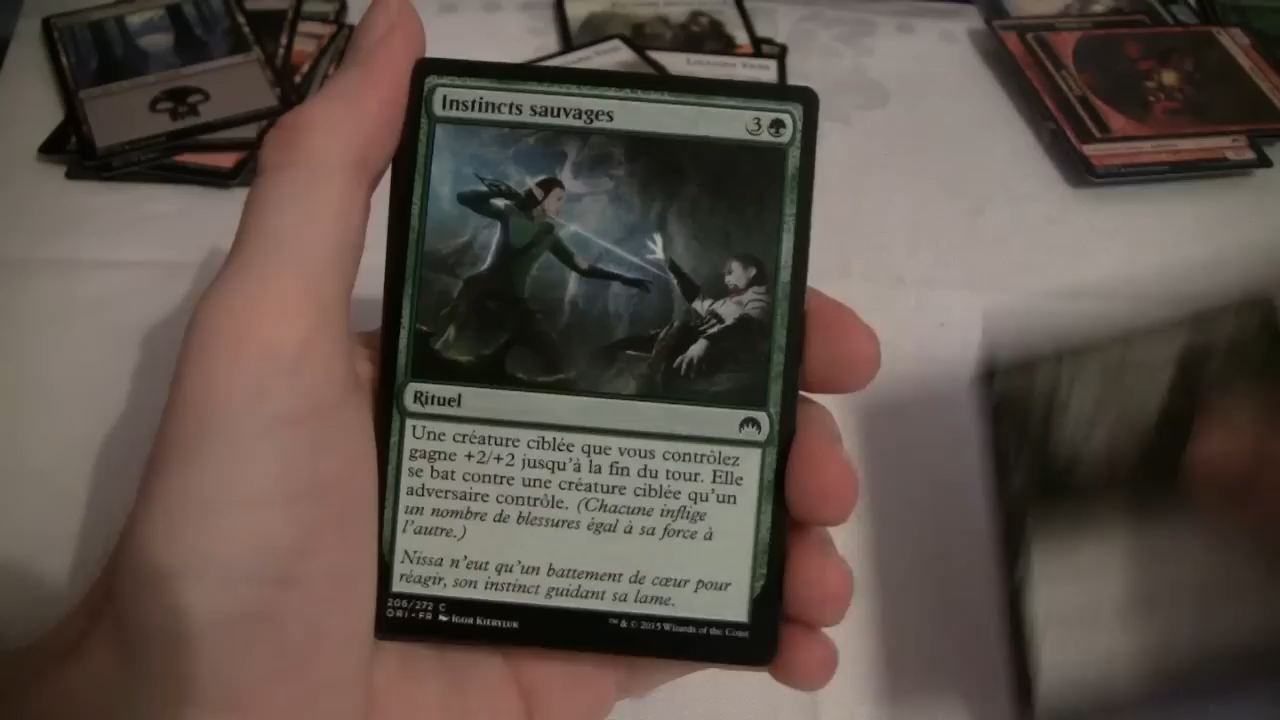 Instincts sauvages 3
Rituel
Une créature ciblée que vous contrôlez
gagne +2/+2 jusqu'à la fin du tour. Elle
se bat contre une créature ciblée qu'un
adversaire contrôle. (Chacune inflige
un nombre de blessures égal à sa force à
l'autre.)
Nissa n'eut qu'un battement de cœur pour
réagir, son instinct guidant sa lame.
206/272 C
ORI • FR Igor Kieryluk
™ & © 2015 Wizards of the Coast